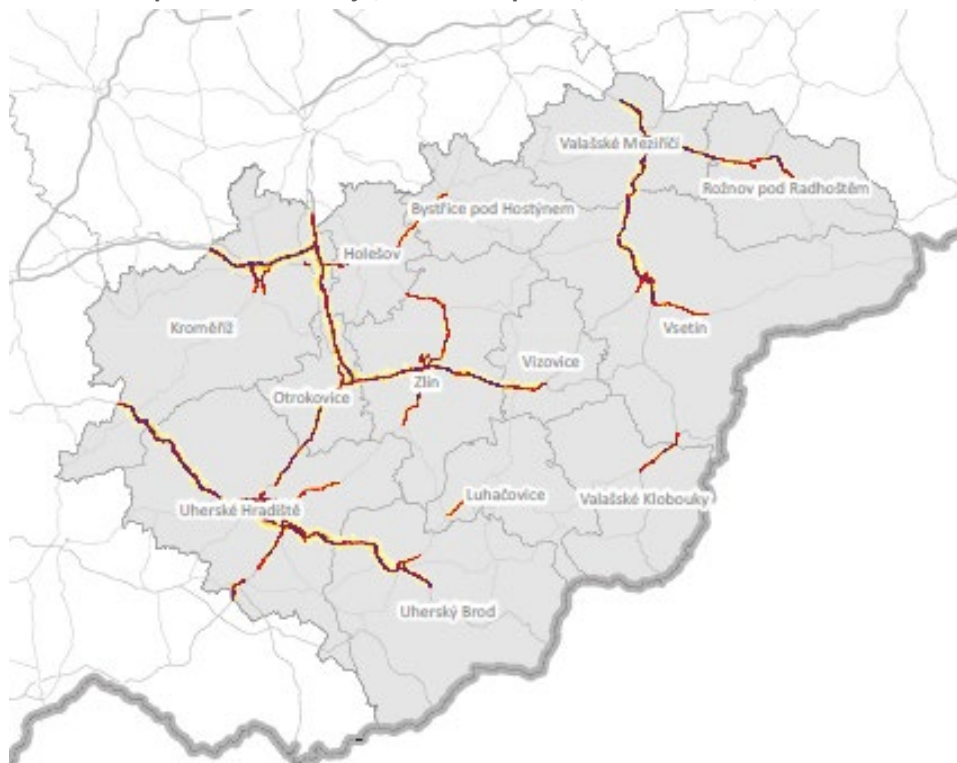 Valašské Meziříčí
Rožnov pod Radhoštěm
Bystřice pod Hostýnem
Holešov
Kroměříž
Vsetín
Vizovice
Zlín
Otrokovice
Luhačovice
Valašské Klobouky
Uherské Hradiště
Uherský Brod